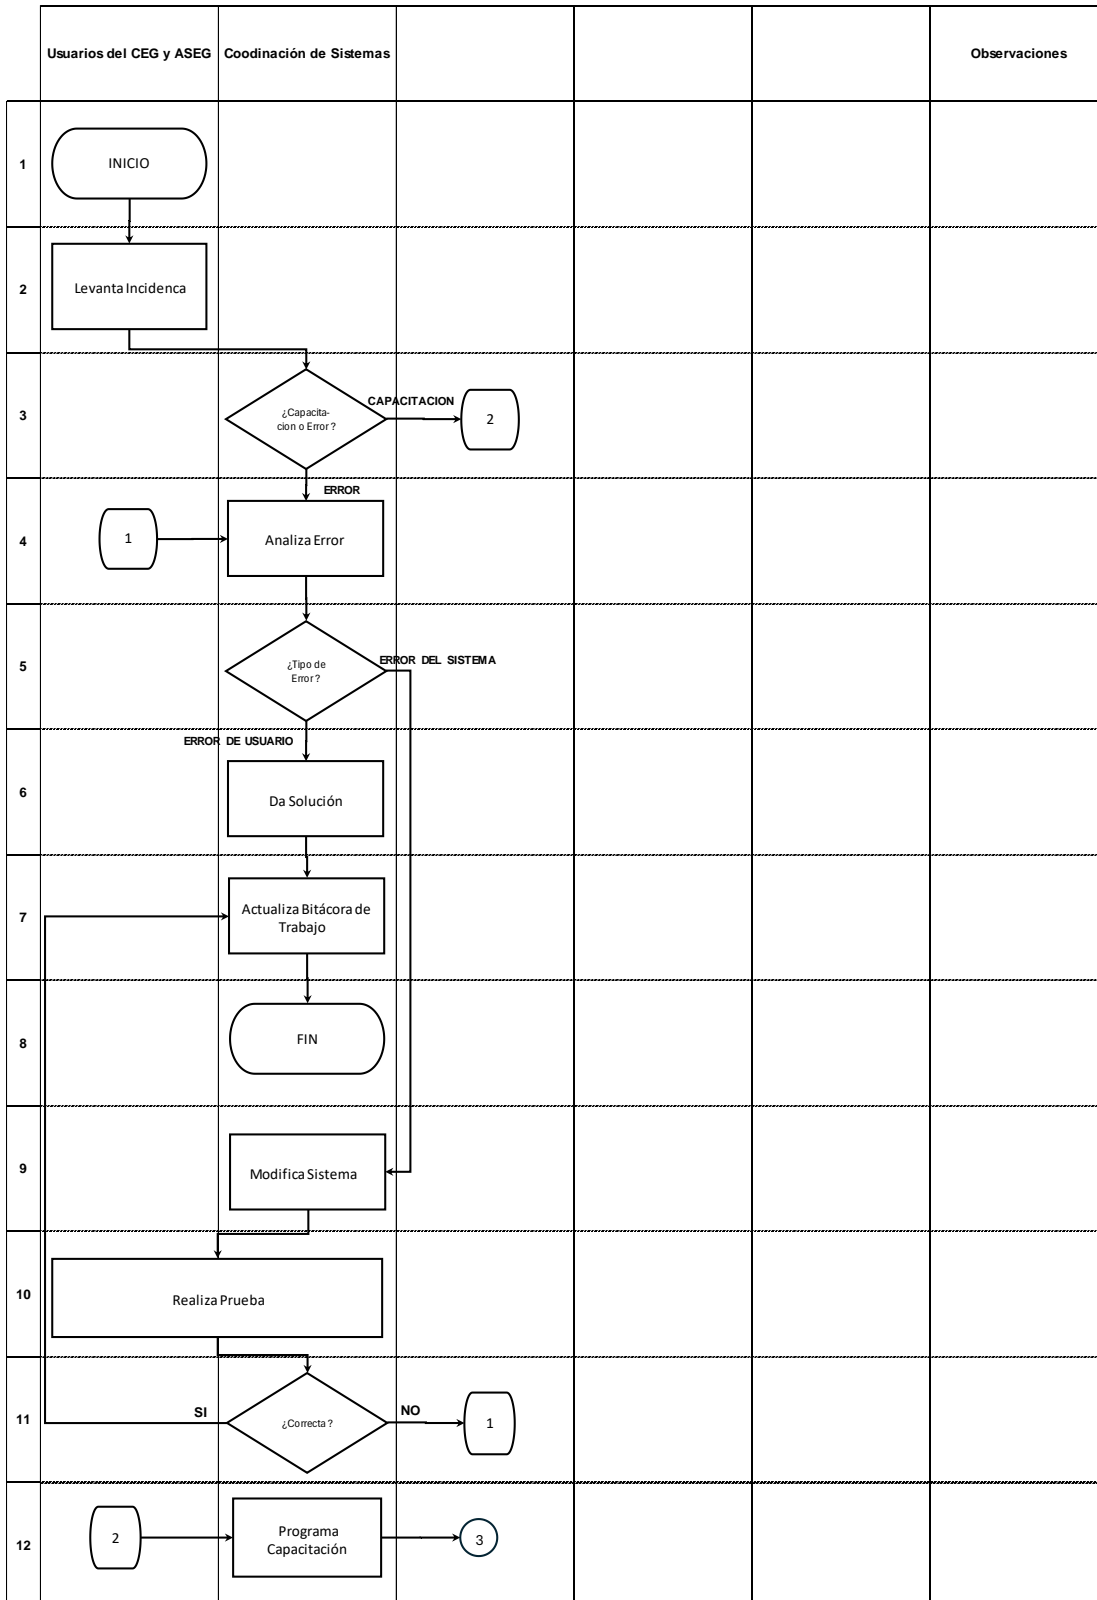 Usuarios del CEG y ASEG
Coodinación de Sistemas
Observaciones
1
INICIO
2
Levanta Incidenca
3
¿Capacita-
cion o Error?
CAPACITACION
2
ERROR
4
1
Analiza Error
5
¿Tipo de
Error?
ERROR DEL SISTEMA
ERROR DE USUARIO
6
Da Solución
7
Actualiza Bitácora de
Trabajo
8
FIN
9
Modifica Sistema
10
Realiza Prueba
11
SI
¿Correcta?
NO
1
12
2
Programa
Capacitación
3